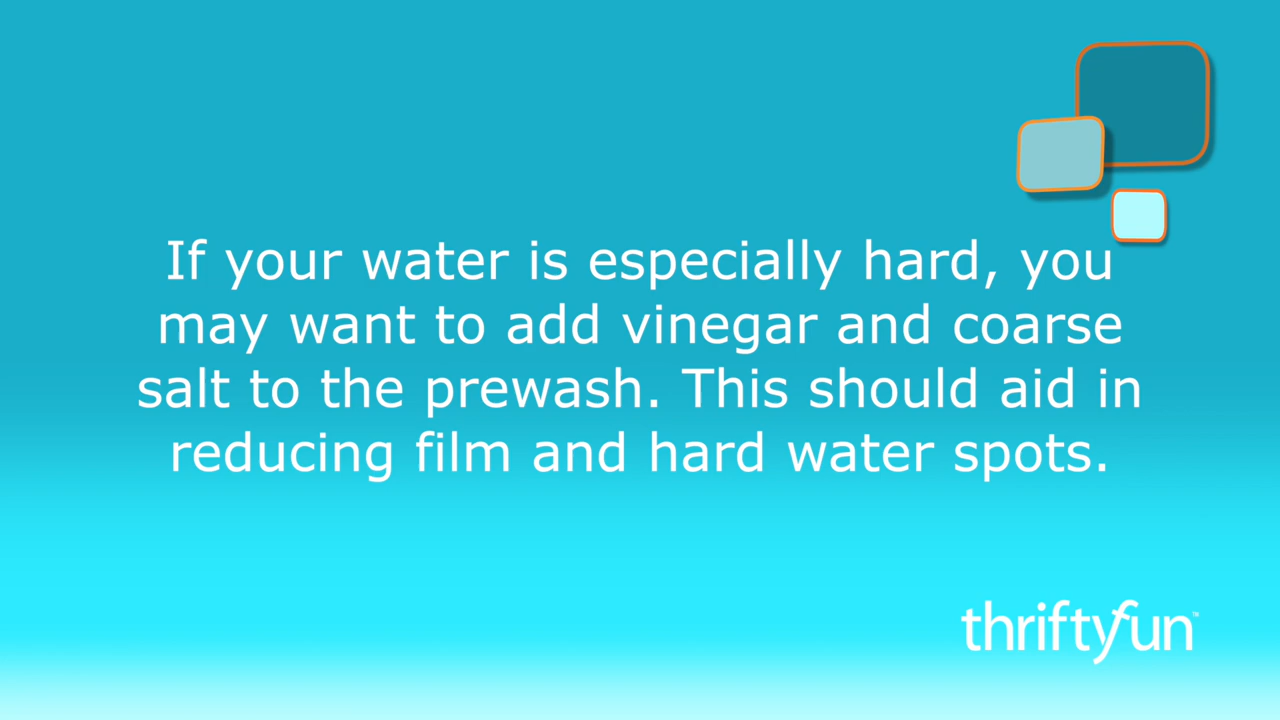 If your water is especially hard, you
may want to add vinegar and coarse
salt to the prewash. This should aid in
reducing film and hard water spots.
thriftyfun™